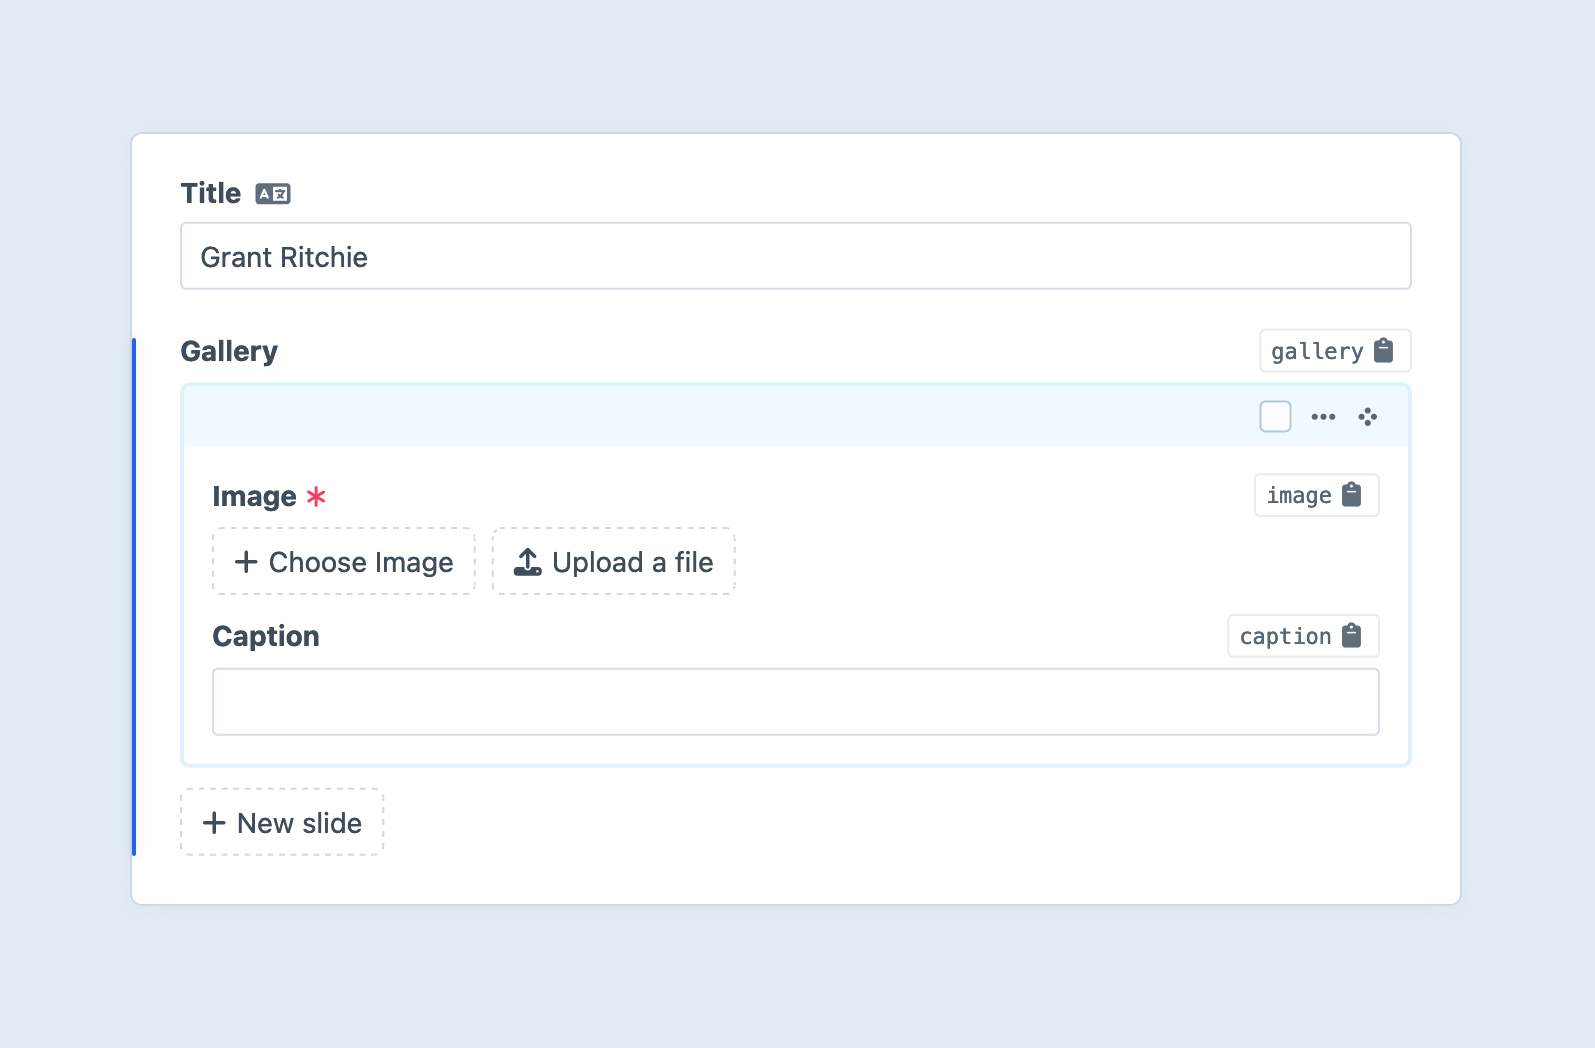 Title
Grant Ritchie
Gallery
gallery
Image *
image
Choose Image
Upload a file
Caption
caption
New slide